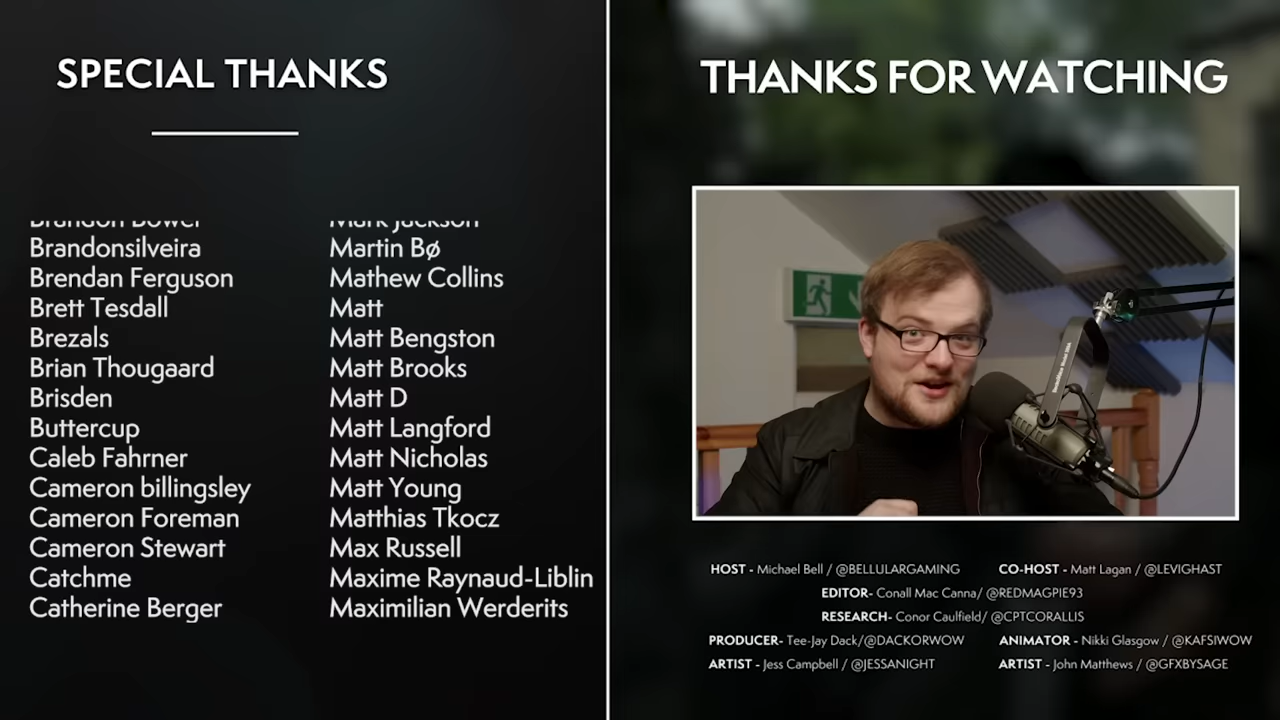 SPECIAL THANKS
Brandon Bower
Brandonsilveira
Brendan Ferguson
Brett Tesdall
Brezals
Brian Thougaard
Brisden
Buttercup
Caleb Fahrner
Cameron billingsley
Cameron Foreman
Cameron Stewart
Catchme
Catherine Berger
Mark Jackson
Martin Bø
Mathew Collins
Matt
Matt Bengston
Matt Brooks
Matt D
Matt Langford
Matt Nicholas
Matt Young
Matthias Tkocz
Max Russell
Maxime Raynaud-Liblin
Maximilian Werderits
THANKS FOR WATCHING
HOST - Michael Bell / @BELLULARGAMING
CO-HOST - Matt Lagan / @LEVIGHAST
EDITOR- Conall Mac Canna/ @REDMAGPIE93
RESEARCH- Conor Caulfield/ @CPTCORALLIS
PRODUCER- Tee-Jay Dack/@DACKORWOW
ANIMATOR - Nikki Glasgow / @KAFSIWOW
ARTIST - Jess Campbell / @JESSANIGHT
ARTIST - John Matthews / @GFXBYSAGE